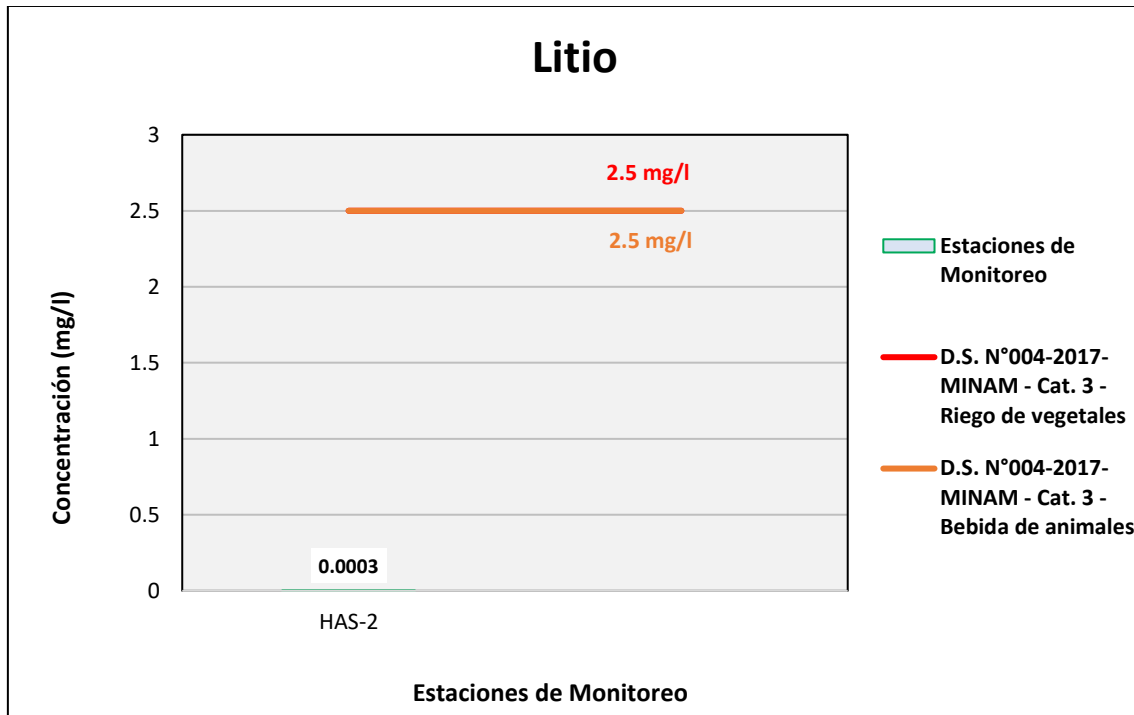 Litio
3
2.5
2
1.5
1
0.5
0
Concentración (mg/l)
2.5 mg/l
2.5 mg/l
0.0003
HAS-2
Estaciones de Monitoreo
Estaciones de
Monitoreo
D.S. N°004-2017-
MINAM - Cat. 3 -
Riego de vegetales
D.S. N°004-2017-
MINAM - Cat. 3 -
Bebida de animales